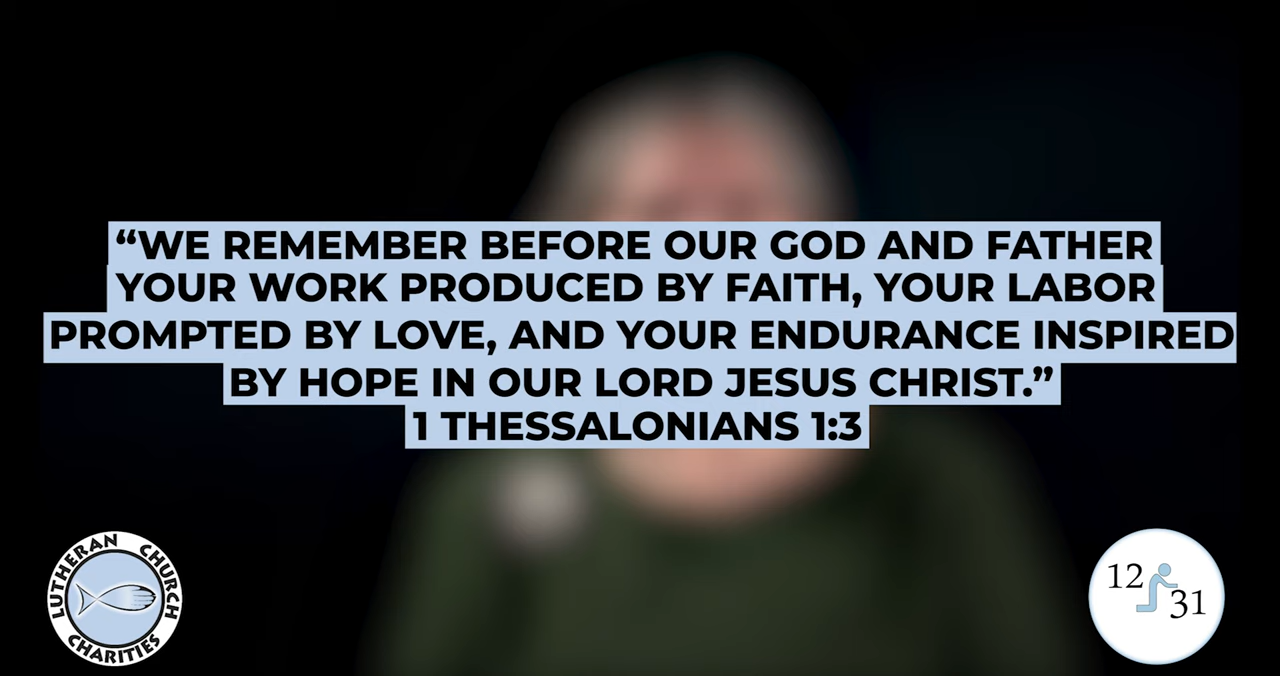 “WE REMEMBER BEFORE OUR GOD AND FATHER
YOUR WORK PRODUCED BY FAITH, YOUR LABOR
PROMPTED BY LOVE, AND YOUR ENDURANCE INSPIRED
BY HOPE IN OUR LORD JESUS CHRIST.”
1 THESSALONIANS 1:3
LUTHERAN CHURCH
CHARITIES
12
31